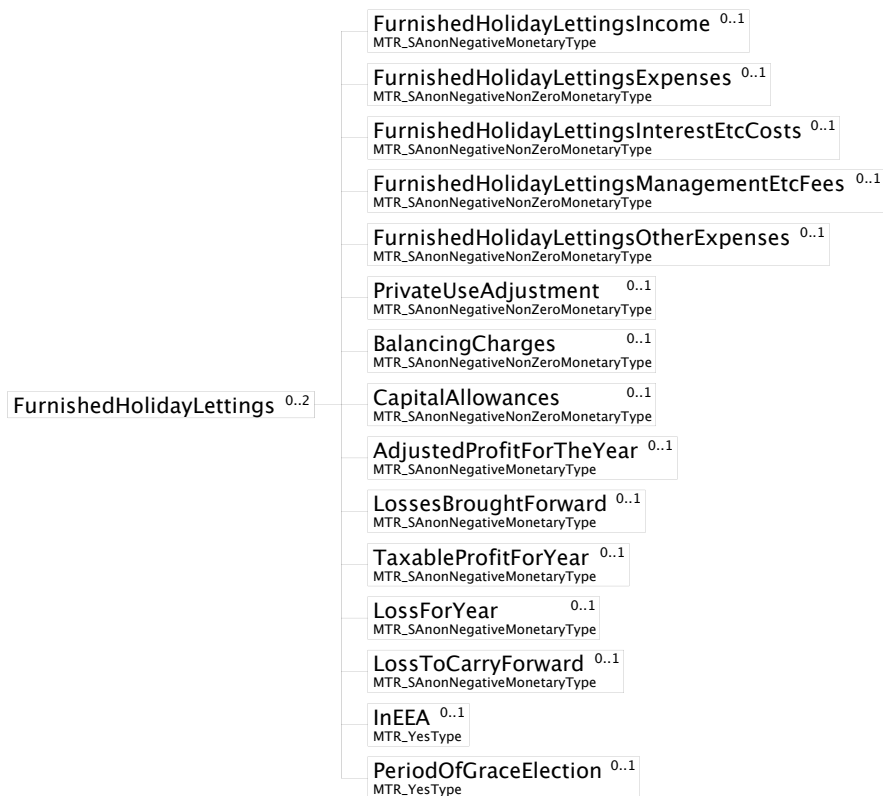 FurnishedHolidayLettingsIncome 0..1
MTR_SAnonNegativeMonetaryType
FurnishedHolidayLettingsExpenses 0..1
MTR_SAnonNegativeNonZeroMonetaryType
FurnishedHolidayLettingsInterestEtcCosts 0..1
MTR_SAnonNegativeNonZeroMonetaryType
FurnishedHolidayLettingsManagementEtcFees 0..1
MTR_SAnonNegativeNonZeroMonetaryType
FurnishedHolidayLettingsOtherExpenses 0..1
MTR_SAnonNegativeNonZeroMonetaryType
PrivateUseAdjustment 0..1
MTR_SAnonNegativeNonZeroMonetaryType
BalancingCharges 0..1
MTR_SAnonNegativeNonZeroMonetaryType
FurnishedHolidayLettings 0..2
CapitalAllowances 0..1
MTR_SAnonNegativeNonZeroMonetaryType
AdjustedProfitForTheYear 0..1
MTR_SAnonNegativeMonetaryType
LossesBroughtForward 0..1
MTR_SAnonNegativeMonetaryType
TaxableProfitForYear 0..1
MTR_SAnonNegativeMonetaryType
LossForYear 0..1
MTR_SAnonNegativeMonetaryType
LossToCarryForward 0..1
MTR_SAnonNegativeMonetaryType
InEEA 0..1
MTR_YesType
PeriodOfGraceElection 0..1
MTR_YesType